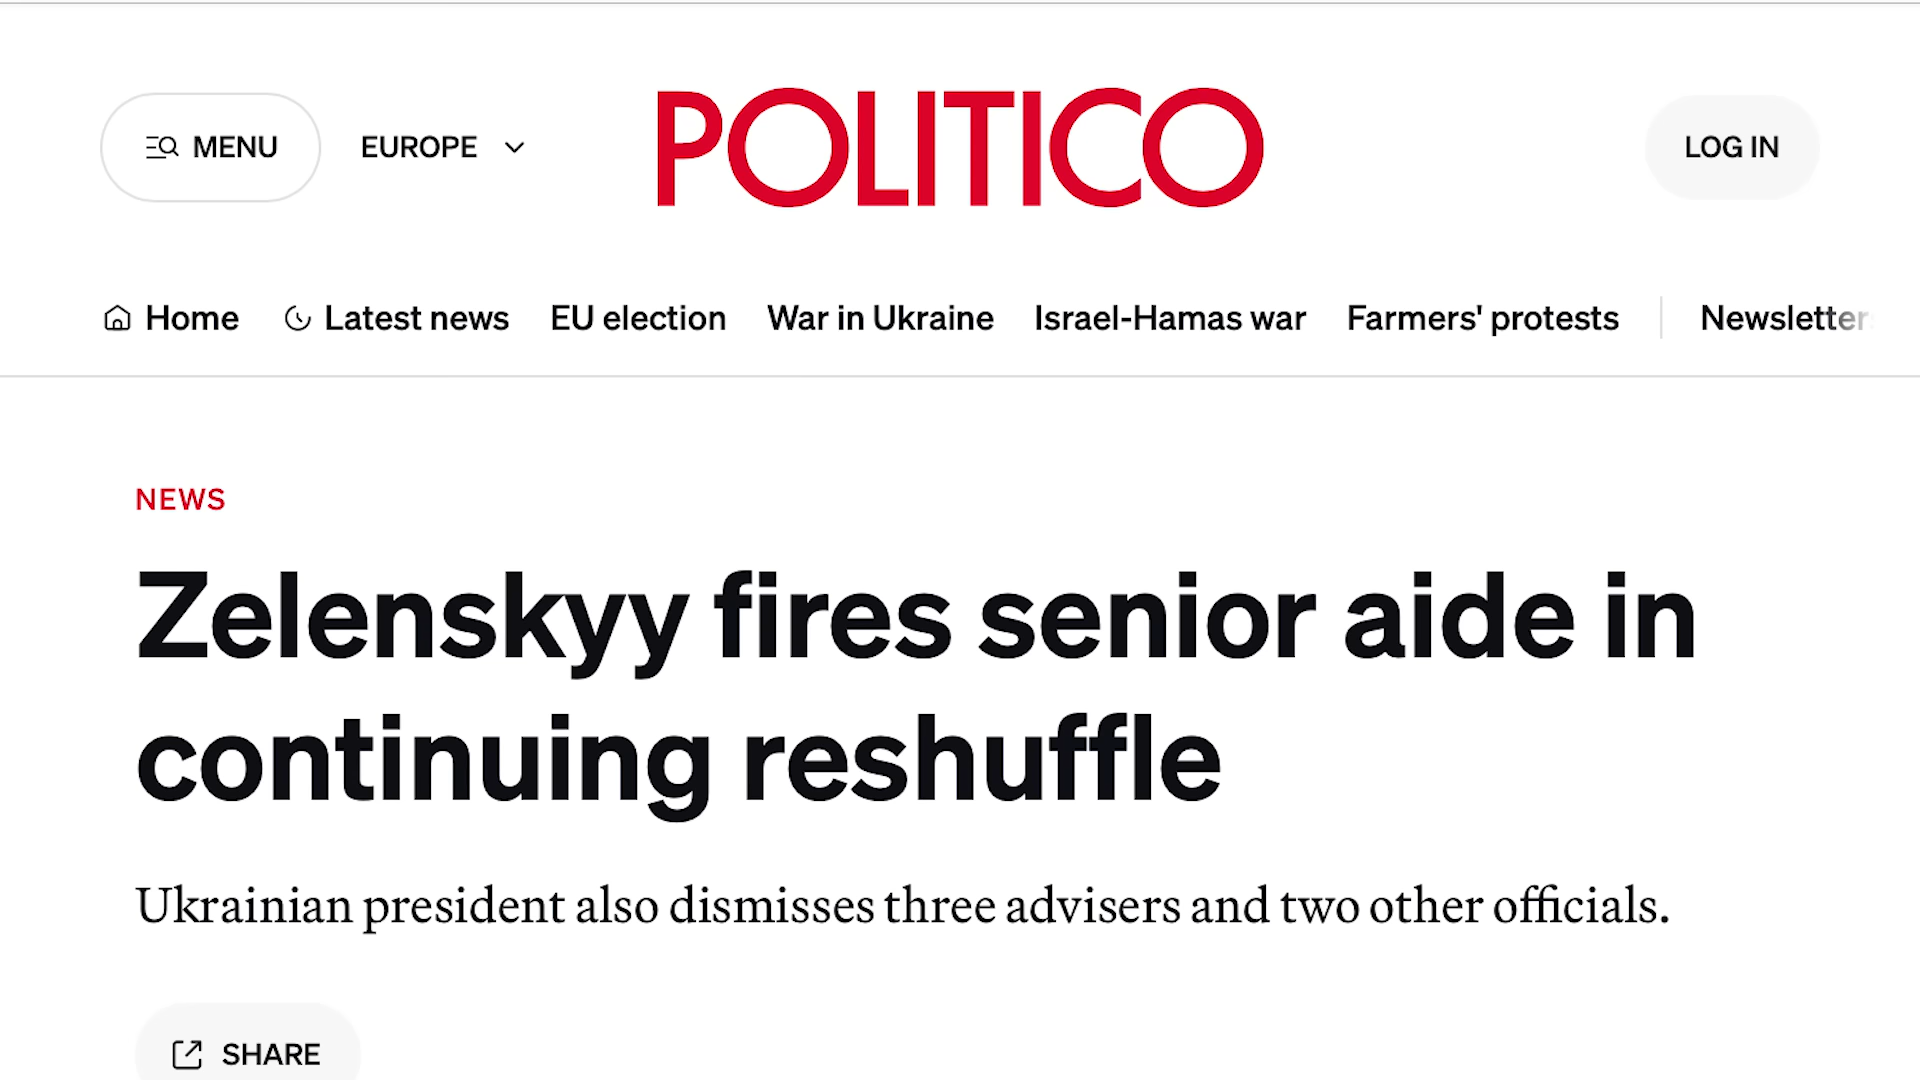 MENU
EUROPE
POLITICO
LOG IN
Home
Latest news
EU election
War in Ukraine
Israel-Hamas war
Farmers' protests
Newsletter
NEWS
Zelenskyy fires senior aide in
continuing reshuffle
Ukrainian president also dismisses three advisers and two other officials.
SHARE